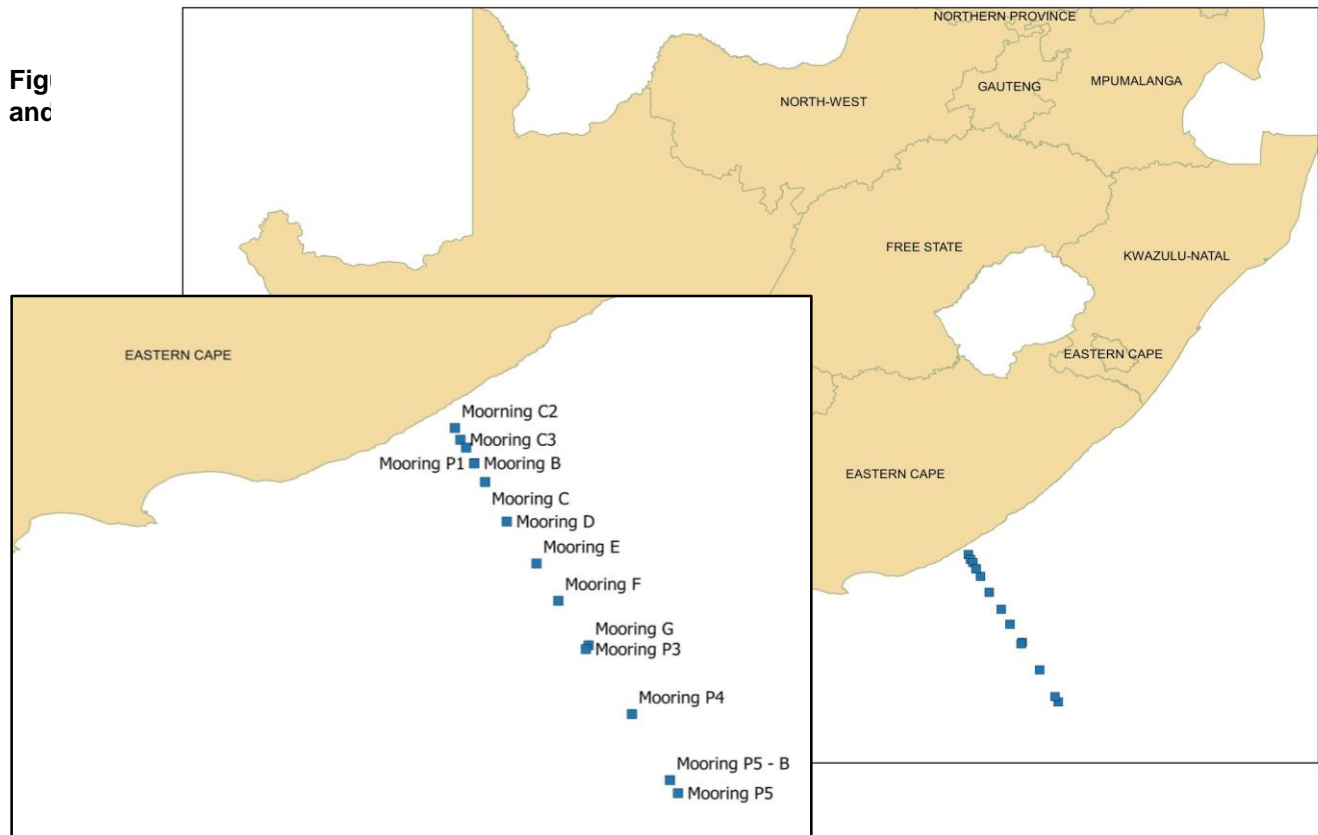 NORTHERN PROVINCE
MPUMALANGA
GAUTENG
NORTH-WEST
and
FREE STATE
KWAZULU-NATAL
EASTERN CAPE
EASTERN CAPE
EASTERN CAPE
Moorning C2
Mooring C3
Mooring P1
Mooring B
Mooring C
Mooring D
Mooring E
Mooring F
Mooring G
Mooring P3
Mooring P4
Mooring P5 - B
Mooring P5